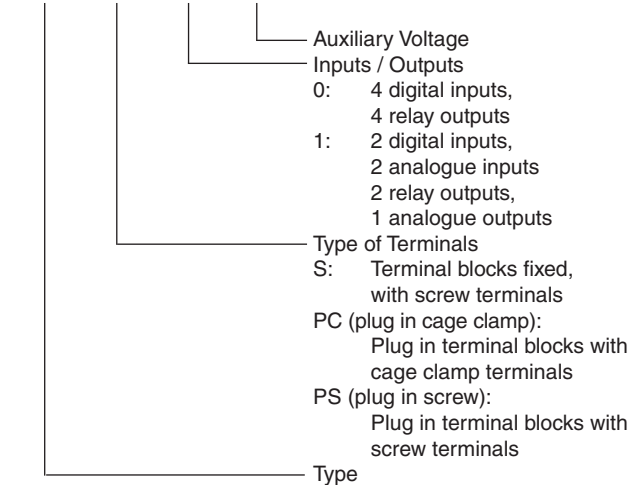 Auxiliary Voltage
Inputs / Outputs
0: 4 digital inputs,
4 relay outputs
1: 2 digital inputs,
2 analogue inputs
2 relay outputs,
1 analogue outputs
Type of Terminals
S: Terminal blocks fixed,
with screw terminals
PC (plug in cage clamp):
Plug in terminal blocks with
cage clamp terminals
PS (plug in screw):
Plug in terminal blocks with
screw terminals
Type